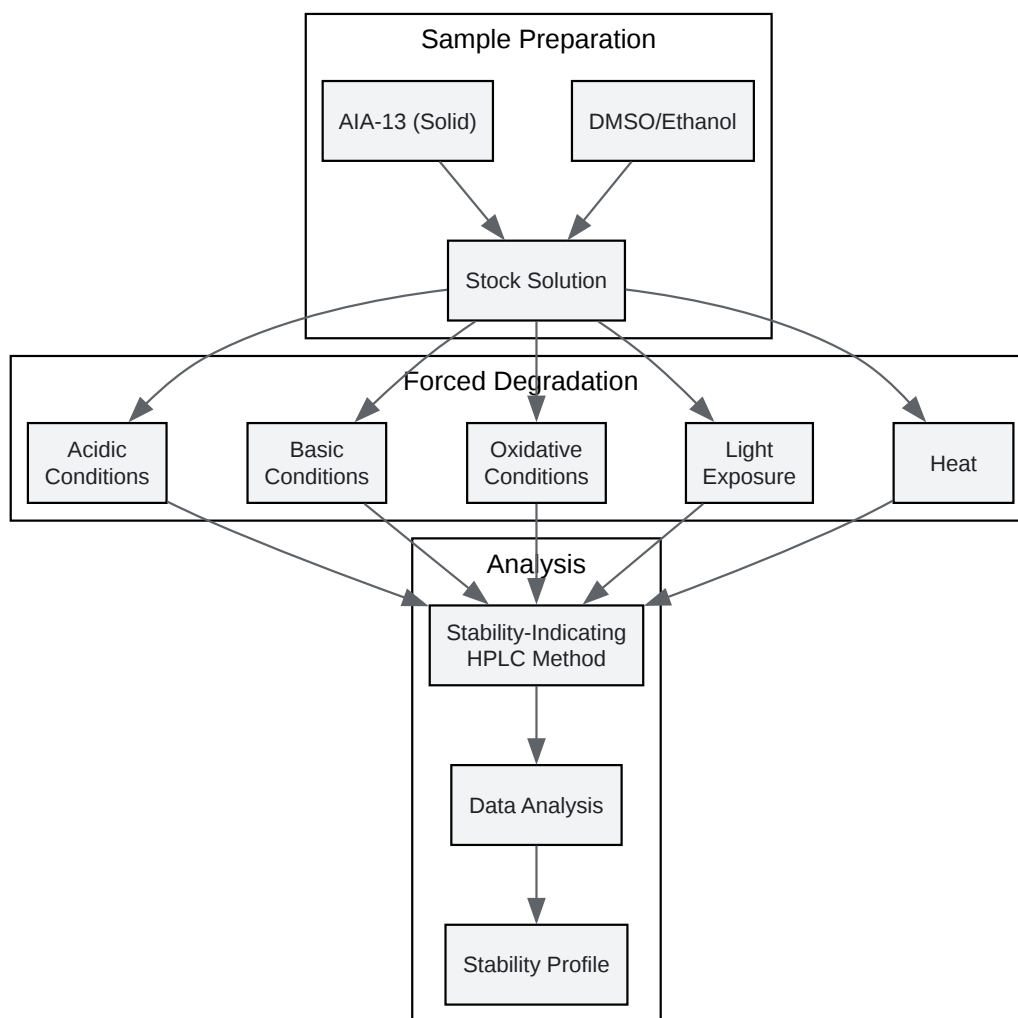 Sample Preparation
AIA-13 (Solid)
DMSO/Ethanol
Stock Solution
Forced Degradation
Acidic
Conditions
Basic
Conditions
Oxidative
Conditions
Light
Exposure
Heat
Analysis
Stability-Indicating
HPLC Method
Data Analysis
Stability Profile